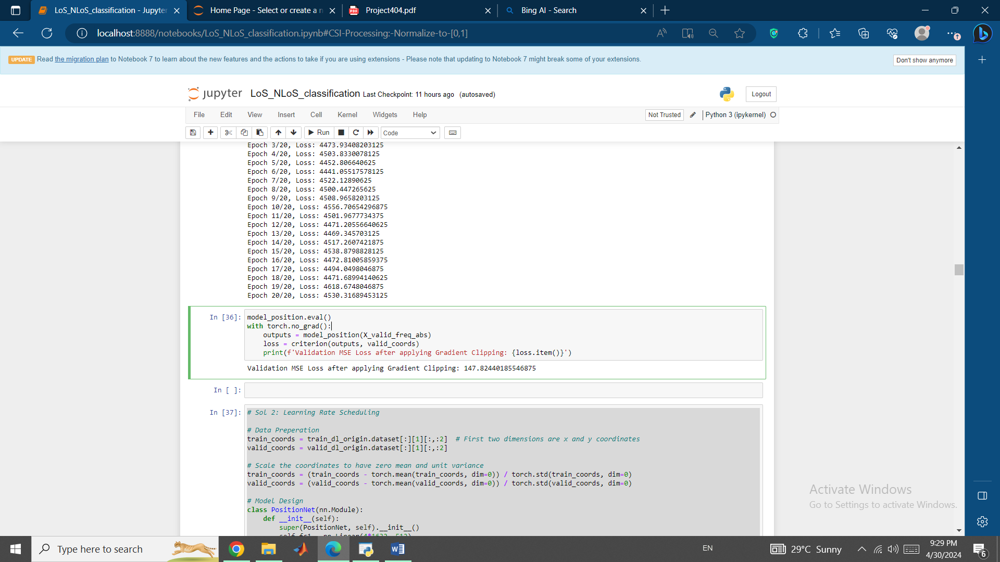 LoS_NLoS_classification - Jupyter
Home Page - Select or create a n
PDF
Project404.pdf
Bing AI - Search
localhost:8888/notebooks/LoS_NLoS_classification.ipynb#CSI-Processing:-Normalize-to-[0,1]
UPDATE Read the migration plan to Notebook 7 to learn about the new features and the actions to take if you are using extensions - Please note that updating to Notebook 7 might break some of your extensions.
Don't show anymore
jupyter LoS_NLoS_classification Last Checkpoint: 11 hours ago (autosaved)
Logout
File Edit View Insert Cell Kernel Widgets Help
Not Trusted
Python 3 (ipykernel)
Run
Code
Epoch 3/20, Loss: 4473.93408203125
Epoch 4/20, Loss: 4503.8330078125
Epoch 5/20, Loss: 4452.806640625
Epoch 6/20, Loss: 4441.05517578125
Epoch 7/20, Loss: 4522.12890625
Epoch 8/20, Loss: 4500.447265625
Epoch 9/20, Loss: 4508.9658203125
Epoch 10/20, Loss: 4556.70654296875
Epoch 11/20, Loss: 4501.9677734375
Epoch 12/20, Loss: 4471.20556640625
Epoch 13/20, Loss: 4469.345703125
Epoch 14/20, Loss: 4517.2607421875
Epoch 15/20, Loss: 4538.8798828125
Epoch 16/20, Loss: 4472.81005859375
Epoch 17/20, Loss: 4494.0498046875
Epoch 18/20, Loss: 4471.68994140625
Epoch 19/20, Loss: 4618.6748046875
Epoch 20/20, Loss: 4530.31689453125
In [36]: model_position.eval()
with torch.no_grad():
    outputs = model_position(X_valid_freq_abs)
    loss = criterion(outputs, valid_coords)
    print(f'Validation MSE Loss after applying Gradient Clipping: {loss.item()}')
Validation MSE Loss after applying Gradient Clipping: 147.82440185546875
In [ ]:
In [37]: # Sol 2: Learning Rate Scheduling
# Data Preperation
train_coords = train_dl_origin.dataset[:][1][:,:2]  # First two dimensions are x and y coordinates
valid_coords = valid_dl_origin.dataset[:][1][:,:2]
# Scale the coordinates to have zero mean and unit variance
train_coords = (train_coords - torch.mean(train_coords, dim=0)) / torch.std(train_coords, dim=0)
valid_coords = (valid_coords - torch.mean(valid_coords, dim=0)) / torch.std(valid_coords, dim=0)
# Model Design
class PositionNet(nn.Module):
    def __init__(self):
        super(PositionNet, self).__init__()
        self.fc1 = nn.Linear(4*1632, 512)
Activate Windows
Go to Settings to activate Windows.
Type here to search
EN
29°C Sunny
9:29 PM
4/30/2024
6